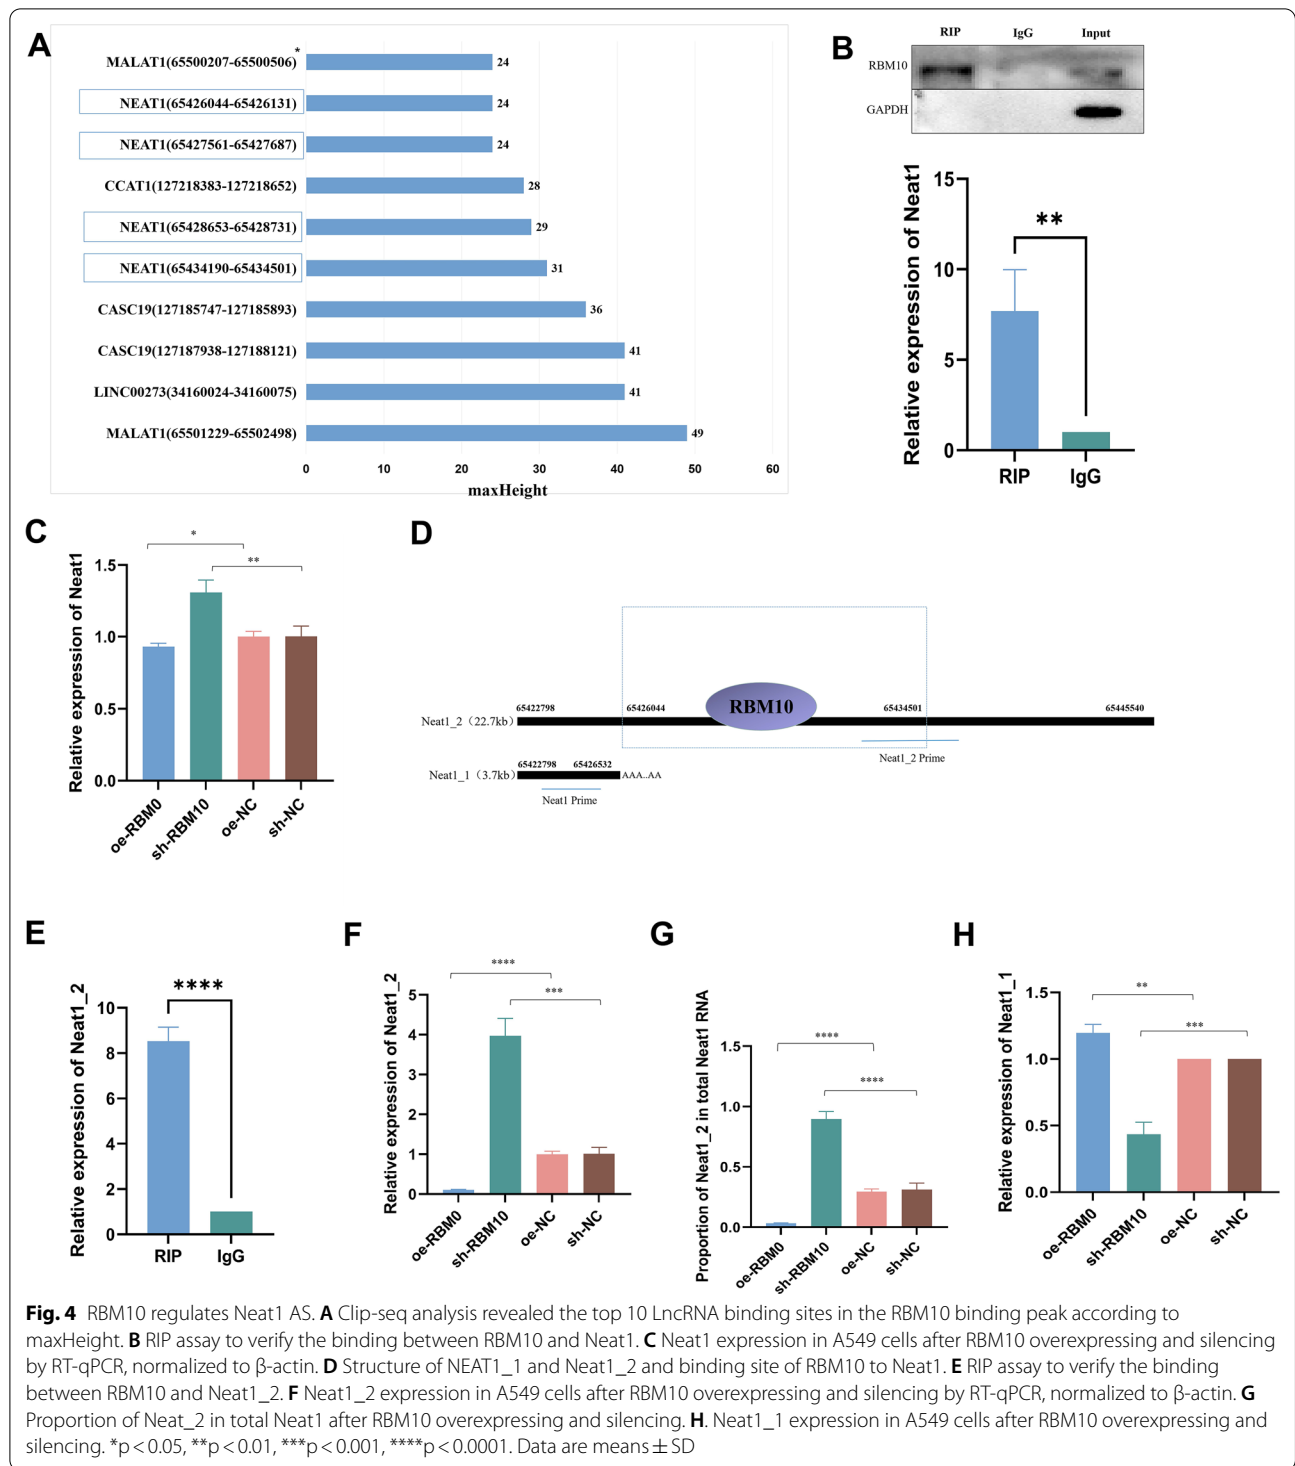 A
MALAT1(65500207-65500506)*
24
NEAT1(65426044-65426131)
24
NEAT1(65427561-65427687)
24
CCAT1(127218383-127218652)
28
NEAT1(65428653-65428731)
29
NEAT1(65434190-65434501)
31
CASC19(127185747-127185893)
36
CASC19(127187938-127188121)
41
LINC00273(34160024-34160075)
41
MALAT1(65501229-65502498)
49
0 10 20 30 40 50 60
maxHeight
B
RIP IgG Input
RBM10
GAPDH
Relative expression of Neat1
15
10
5
0
**
RIP IgG
C
Relative expression of Neat1
1.5
1.0
0.5
0.0
*
**
oe-RBM0 sh-RBM10 oe-NC sh-NC
D
65422798 65426044 RBM10 65434501 65445540
Neat1_2 (22.7kb)
Neat1_2 Prime
65422798 65426532
Neat1_1 (3.7kb) AAA..AA
Neat1 Prime
E
Relative expression of Neat1_2
10
8
6
4
2
0
****
RIP IgG
F
Relative expression of Neat1_2
5
4
3
2
1
0
****
***
oe-RBM0 sh-RBM10 oe-NC sh-NC
G
Proportion of Neat1_2 in total Neat1 RNA
1.5
1.0
0.5
0.0
****
****
oe-RBM0 sh-RBM10 oe-NC sh-NC
H
Relative expression of Neat1_1
1.5
1.0
0.5
0.0
**
***
oe-RBM0 sh-RBM10 oe-NC sh-NC
Fig. 4 RBM10 regulates Neat1 AS. A Clip-seq analysis revealed the top 10 LncRNA binding sites in the RBM10 binding peak according to
maxHeight. B RIP assay to verify the binding between RBM10 and Neat1. C Neat1 expression in A549 cells after RBM10 overexpressing and silencing
by RT-qPCR, normalized to β-actin. D Structure of NEAT1_1 and Neat1_2 and binding site of RBM10 to Neat1. E RIP assay to verify the binding
between RBM10 and Neat1_2. F Neat1_2 expression in A549 cells after RBM10 overexpressing and silencing by RT-qPCR, normalized to β-actin. G
Proportion of Neat_2 in total Neat1 after RBM10 overexpressing and silencing. H. Neat1_1 expression in A549 cells after RBM10 overexpressing and
silencing. *p < 0.05, **p < 0.01, ***p < 0.001, ****p < 0.0001. Data are means ± SD